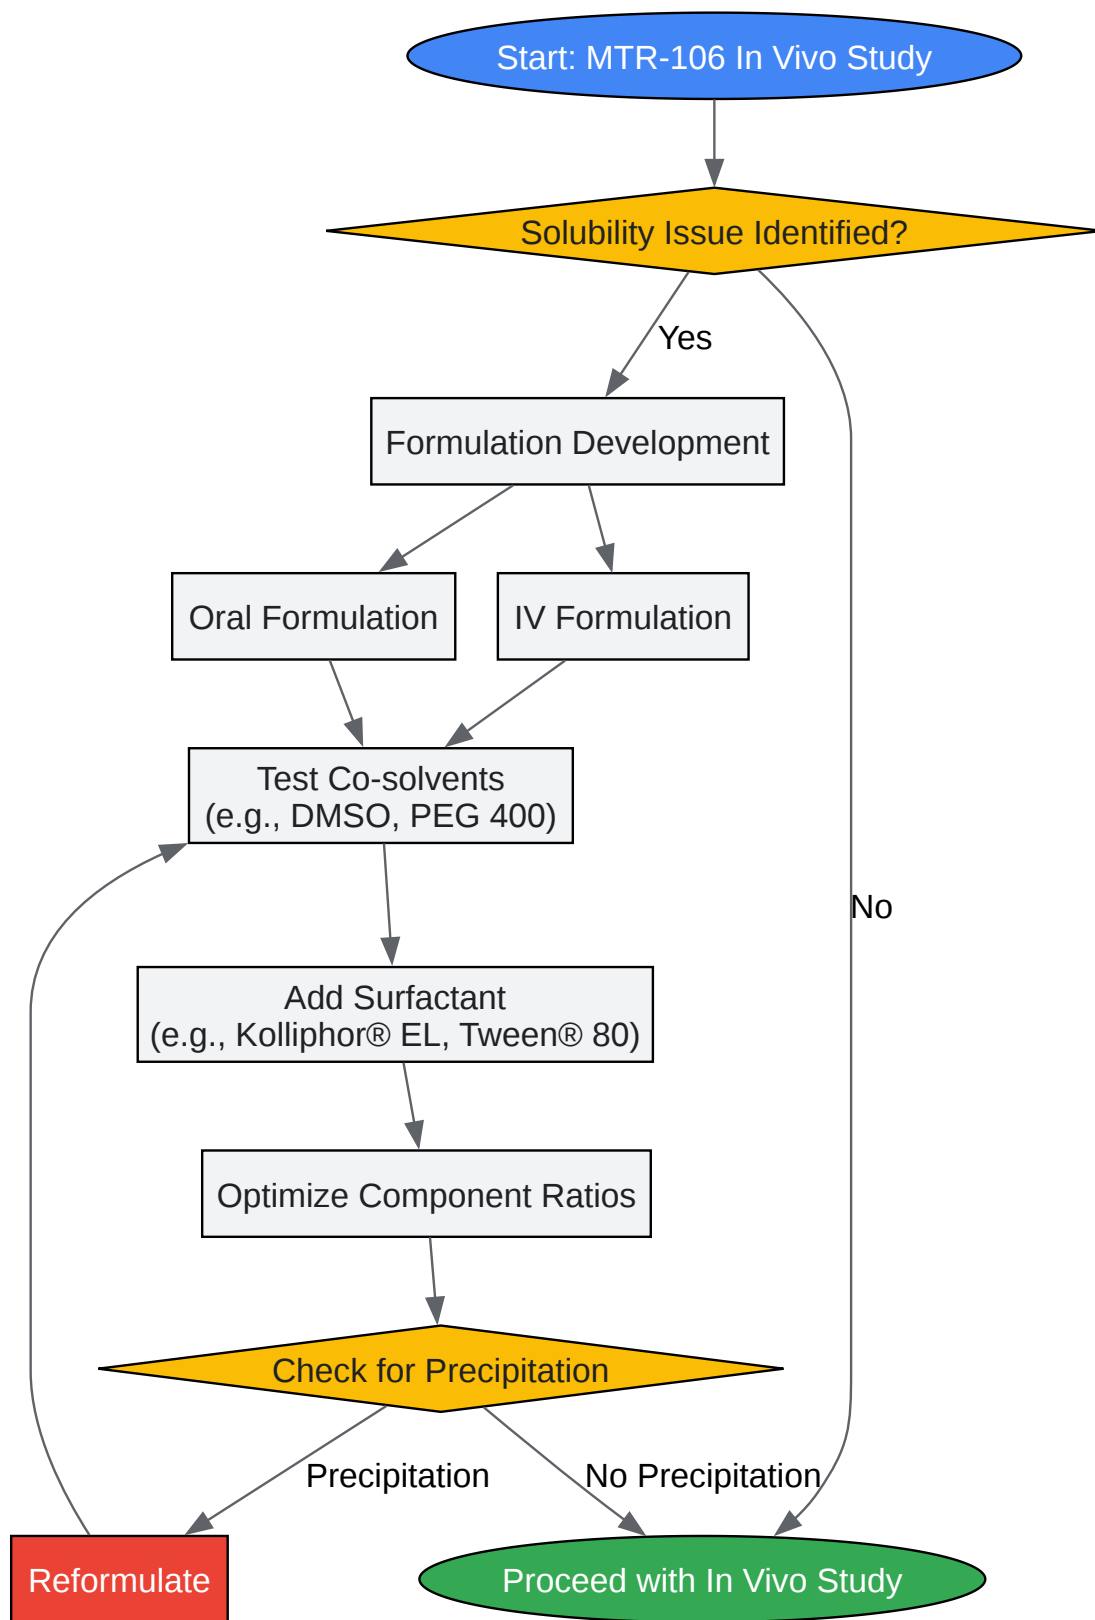 Start: MTR-106 In Vivo Study
Solubility Issue Identified?
Yes
Formulation Development
Oral Formulation
IV Formulation
Test Co-solvents
(e.g., DMSO, PEG 400)
No
Add Surfactant
(e.g., Kolliphor® EL, Tween® 80)
Optimize Component Ratios
Check for Precipitation
Precipitation
No Precipitation
Reformulate
Proceed with In Vivo Study